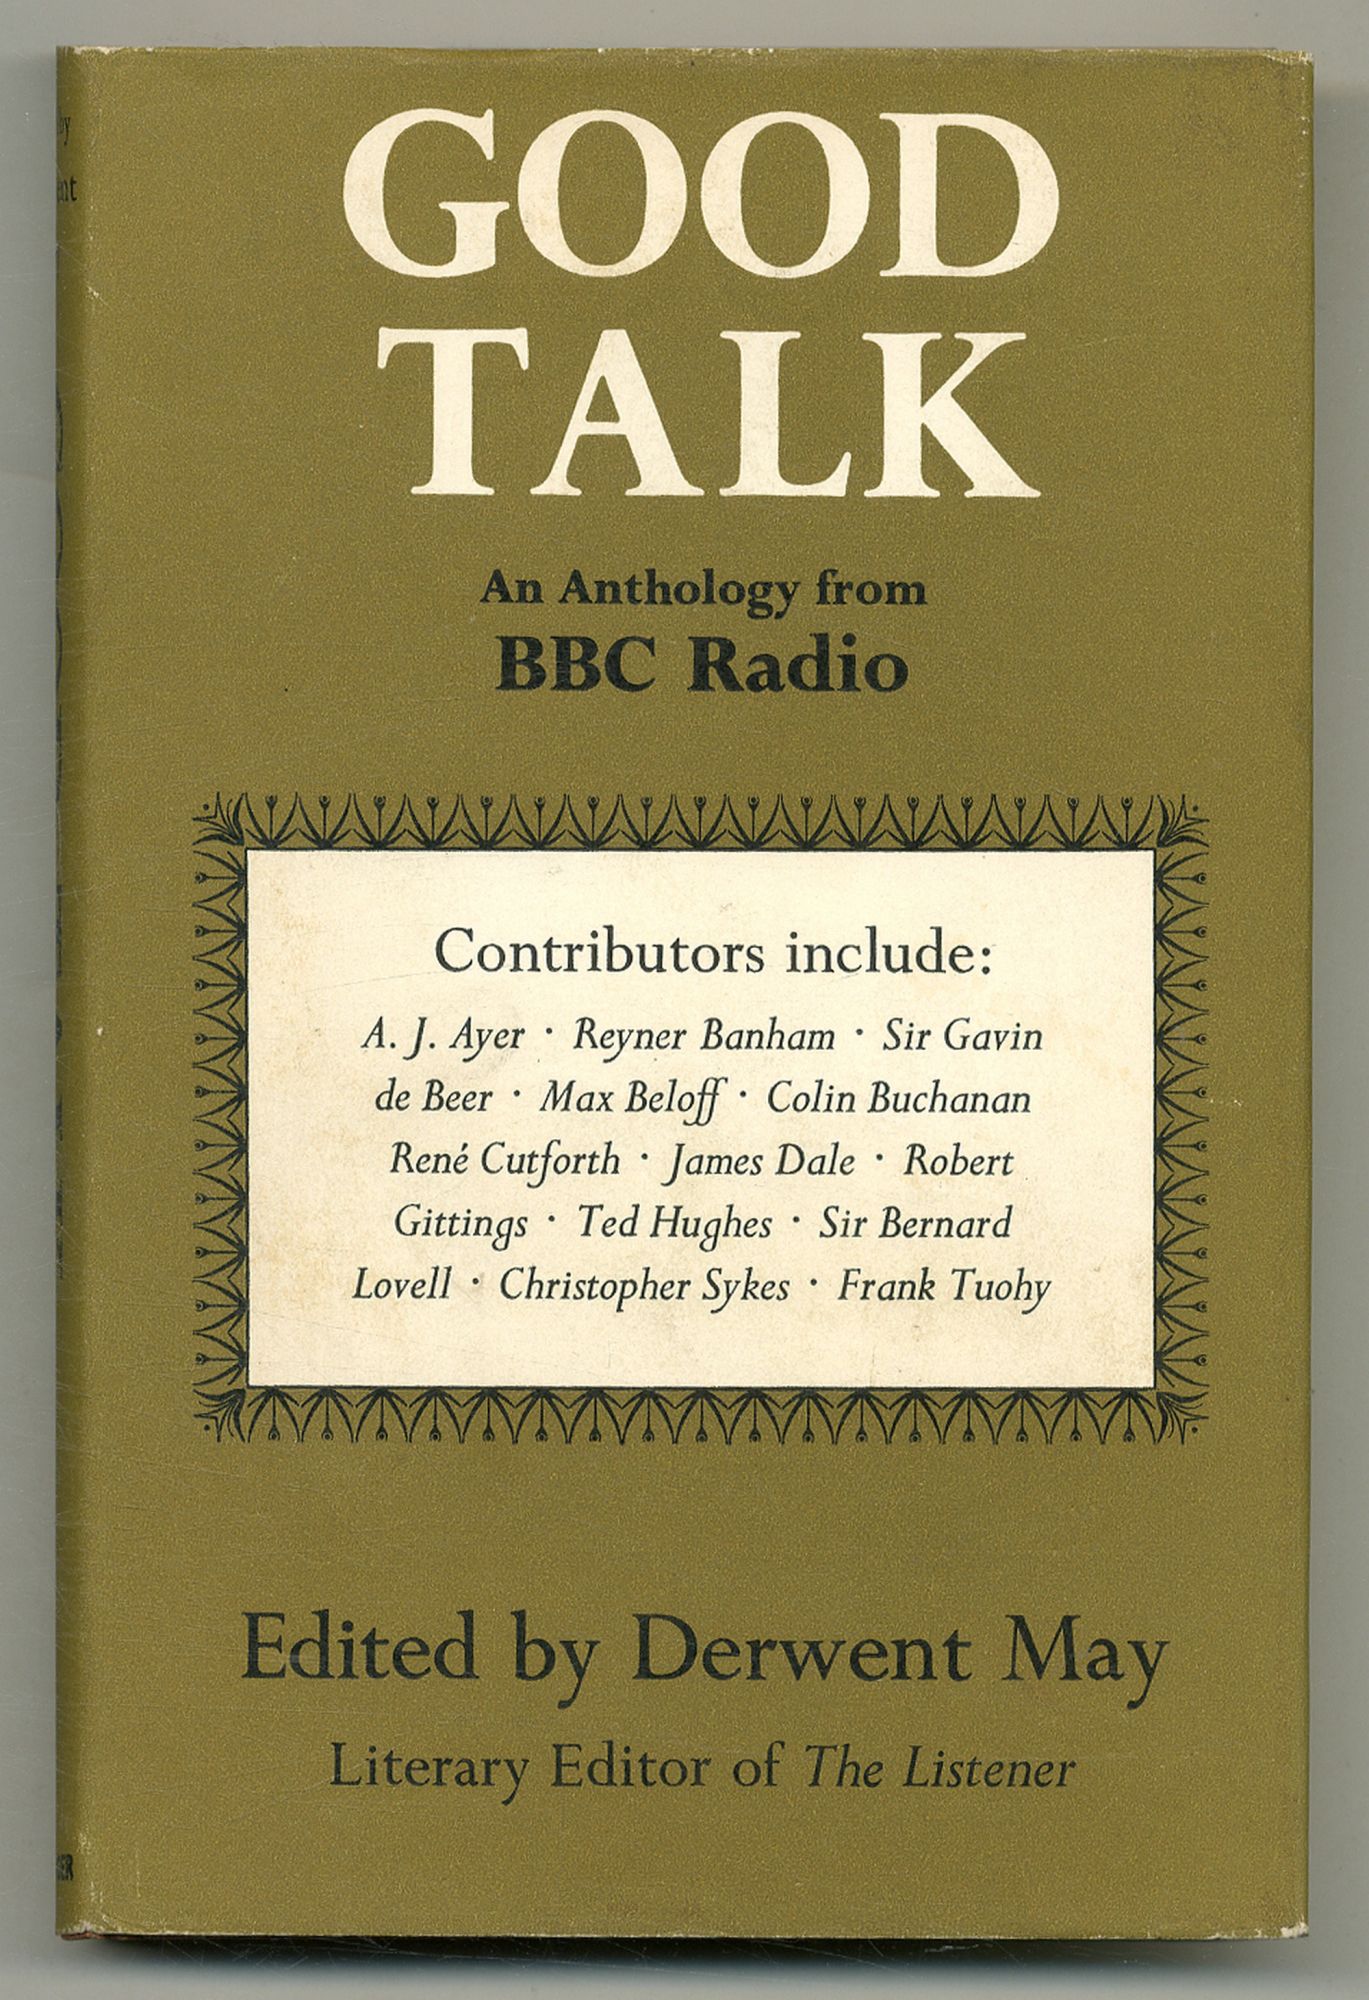 GOOD
TALK
An Anthology from
BBC Radio
Contributors include:
A. J. Ayer · Reyner Banham · Sir Gavin
de Beer · Max Beloff · Colin Buchanan
René Cutforth · James Dale · Robert
Gittings · Ted Hughes · Sir Bernard
Lovell · Christopher Sykes · Frank Tuohy
Edited by Derwent May
Literary Editor of The Listener